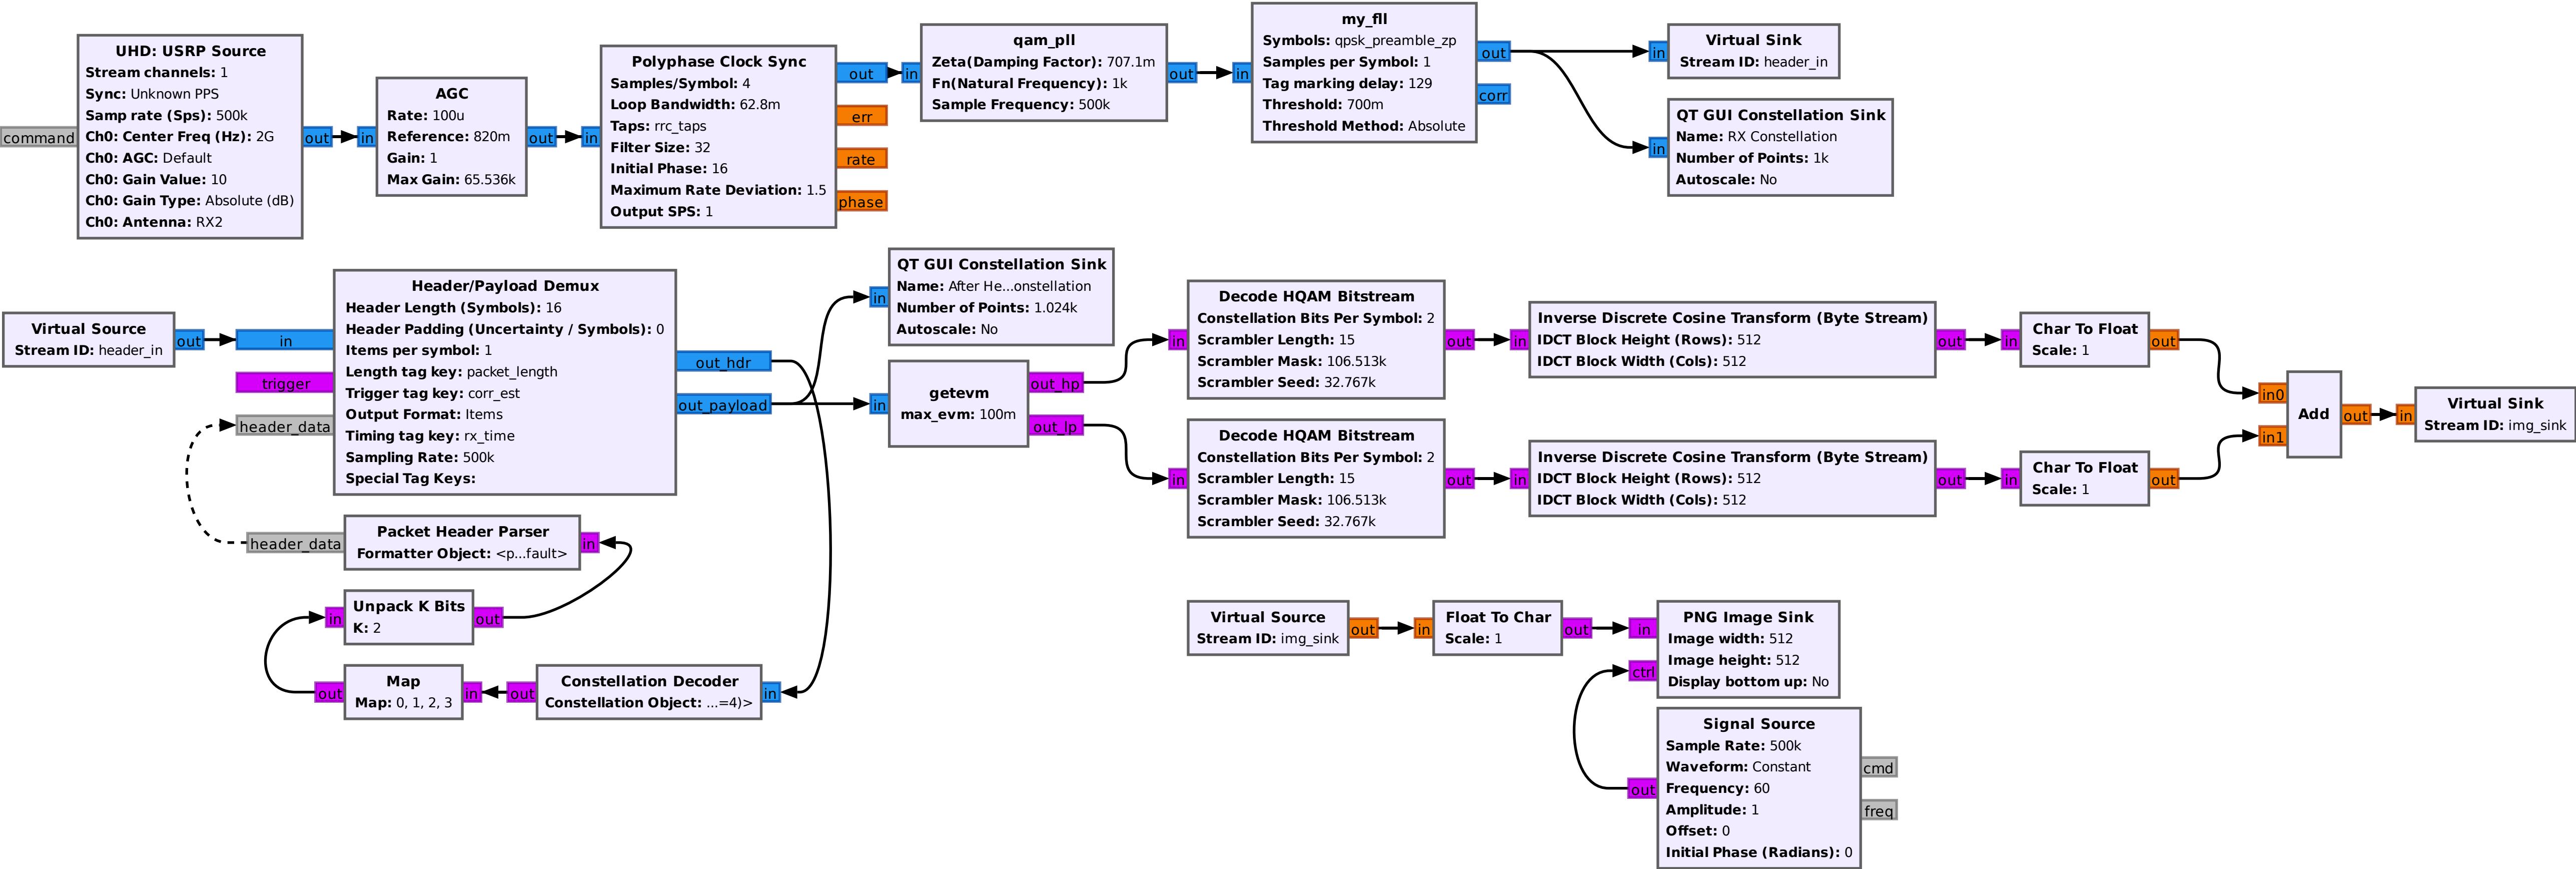 command
UHD: USRP Source
Stream channels: 1
Sync: Unknown PPS
Samp rate (Sps): 500k
Ch0: Center Freq (Hz): 2G
Ch0: AGC: Default
Ch0: Gain Value: 10
Ch0: Gain Type: Absolute (dB)
Ch0: Antenna: RX2
out
in
AGC
Rate: 100u
Reference: 820m
Gain: 1
Max Gain: 65.536k
out
in
Polyphase Clock Sync
Samples/Symbol: 4
Loop Bandwidth: 62.8m
Taps: rrc_taps
Filter Size: 32
Initial Phase: 16
Maximum Rate Deviation: 1.5
Output SPS: 1
out
err
rate
phase
in
qam_pll
Zeta(Damping Factor): 707.1m
Fn(Natural Frequency): 1k
Sample Frequency: 500k
out
in
my_fll
Symbols: qpsk_preamble_zp
Samples per Symbol: 1
Tag marking delay: 129
Threshold: 700m
Threshold Method: Absolute
out
corr
in
Virtual Sink
Stream ID: header_in
in
QT GUI Constellation Sink
Name: RX Constellation
Number of Points: 1k
Autoscale: No
Virtual Source
Stream ID: header_in
out
in
trigger
header_data
Header/Payload Demux
Header Length (Symbols): 16
Header Padding (Uncertainty / Symbols): 0
Items per symbol: 1
Length tag key: packet_length
Trigger tag key: corr_est
Output Format: Items
Timing tag key: rx_time
Sampling Rate: 500k
Special Tag Keys:
out_hdr
out_payload
in
QT GUI Constellation Sink
Name: After He...onstellation
Number of Points: 1.024k
Autoscale: No
in
getevm
max_evm: 100m
out_hp
out_lp
in
Decode HQAM Bitstream
Constellation Bits Per Symbol: 2
Scrambler Length: 15
Scrambler Mask: 106.513k
Scrambler Seed: 32.767k
out
in
Inverse Discrete Cosine Transform (Byte Stream)
IDCT Block Height (Rows): 512
IDCT Block Width (Cols): 512
out
in
Char To Float
Scale: 1
out
in
Decode HQAM Bitstream
Constellation Bits Per Symbol: 2
Scrambler Length: 15
Scrambler Mask: 106.513k
Scrambler Seed: 32.767k
out
in
Inverse Discrete Cosine Transform (Byte Stream)
IDCT Block Height (Rows): 512
IDCT Block Width (Cols): 512
out
in
Char To Float
Scale: 1
out
in0
in1
Add
out
in
Virtual Sink
Stream ID: img_sink
header_data
Packet Header Parser
Formatter Object: <p...fault>
in
in
Unpack K Bits
K: 2
out
out
Map
Map: 0, 1, 2, 3
in
out
Constellation Decoder
Constellation Object: ...=4)>
in
Virtual Source
Stream ID: img_sink
out
in
Float To Char
Scale: 1
out
in
ctrl
PNG Image Sink
Image width: 512
Image height: 512
Display bottom up: No
out
Signal Source
Sample Rate: 500k
Waveform: Constant
Frequency: 60
Amplitude: 1
Offset: 0
Initial Phase (Radians): 0
cmd
freq